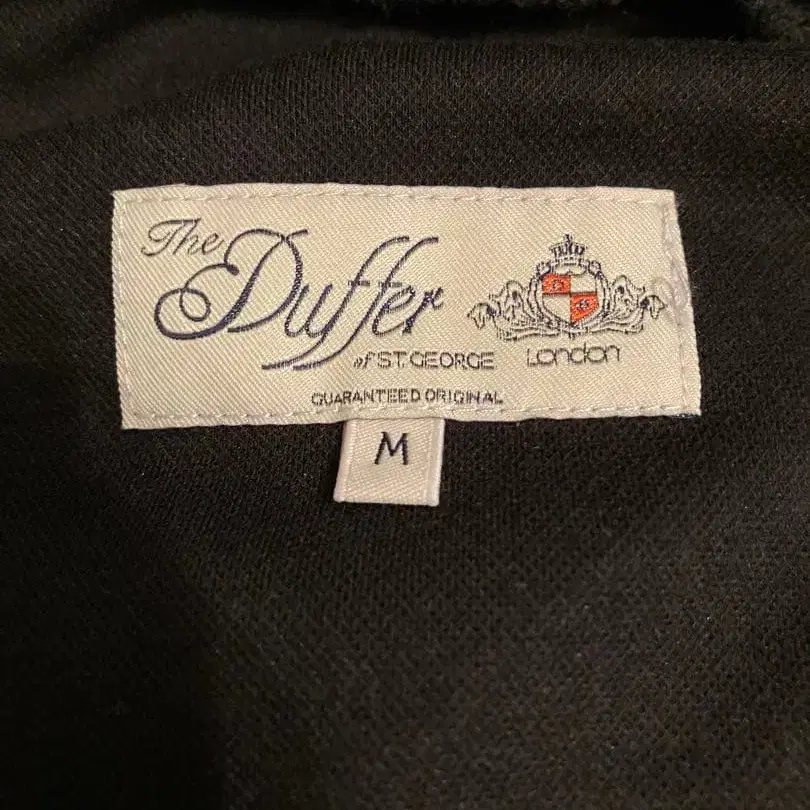 The Duffer
of ST. GEORGE
London
GUARANTEED ORIGINAL
M